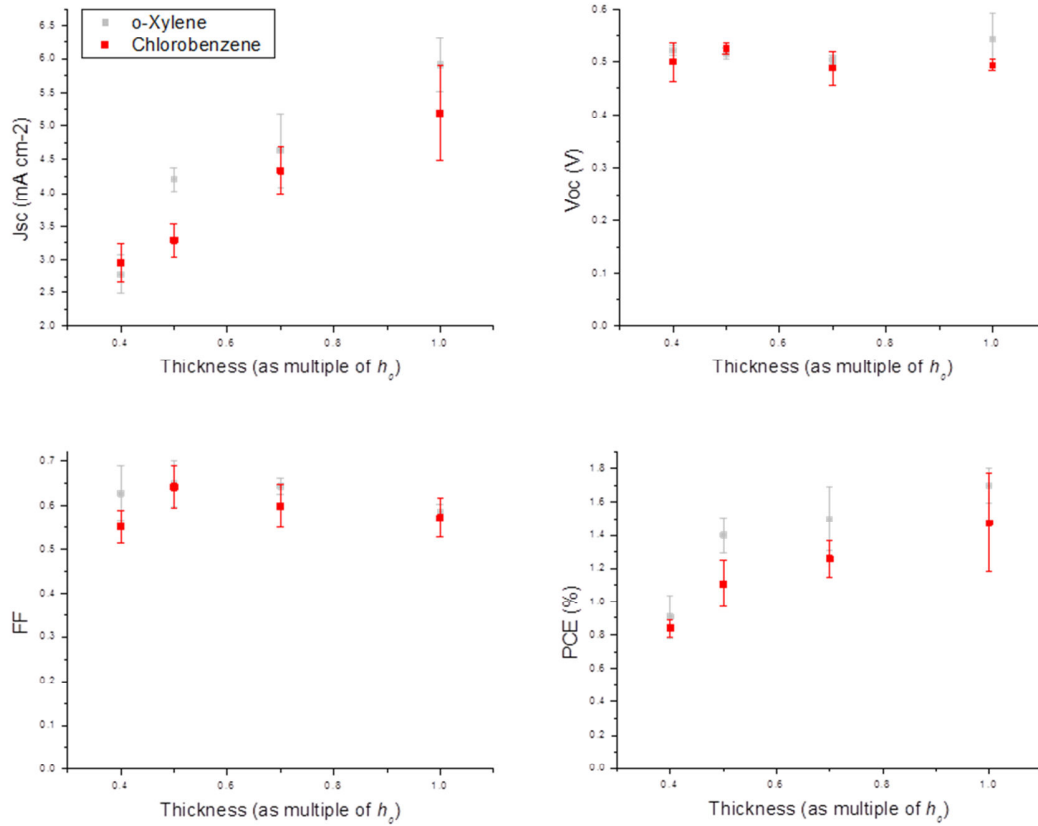 o-Xylene
Chlorobenzene
6.5
6.0
5.5
5.0
4.5
4.0
3.5
3.0
2.5
2.0
Jsc (mA cm-2)
0.4 0.6 0.8 1.0
Thickness (as multiple of h₀)
0.6
0.5
0.4
0.3
0.2
0.1
0.0
Voc (V)
0.4 0.6 0.8 1.0
Thickness (as multiple of h₀)
0.7
0.6
0.5
0.4
0.3
0.2
0.1
0.0
FF
0.4 0.6 0.8 1.0
Thickness (as multiple of h₀)
1.8
1.6
1.4
1.2
1.0
0.8
0.6
0.4
0.2
0.0
PCE (%)
0.4 0.6 0.8 1.0
Thickness (as multiple of h₀)